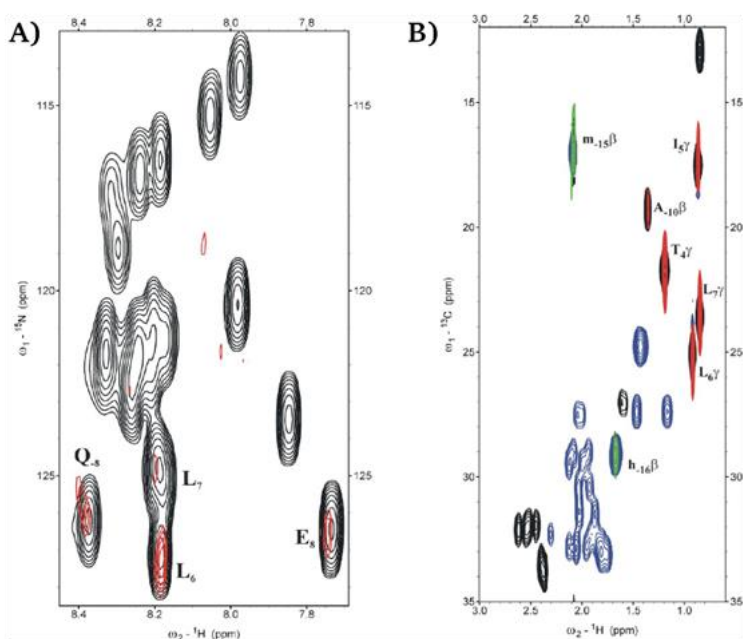 A)
8.4 8.2 8.0 7.8
115
120
125
ω₁ - ¹⁵N (ppm)
Q₋₈
L₇
L₆
E₈
8.4 8.2 8.0 7.8
ω₂ - ¹H (ppm)
B)
3.0 2.5 2.0 1.5 1.0
15 15
20 20
25 25
30 30
35 35
ω₁ - ¹³C (ppm)
m₋₁₅β
I₅γ
A₋₁₀β
T₄γ
L₇γ
L₆γ
h₋₁₆β
3.0 2.5 2.0 1.5 1.0
ω₂ - ¹H (ppm)